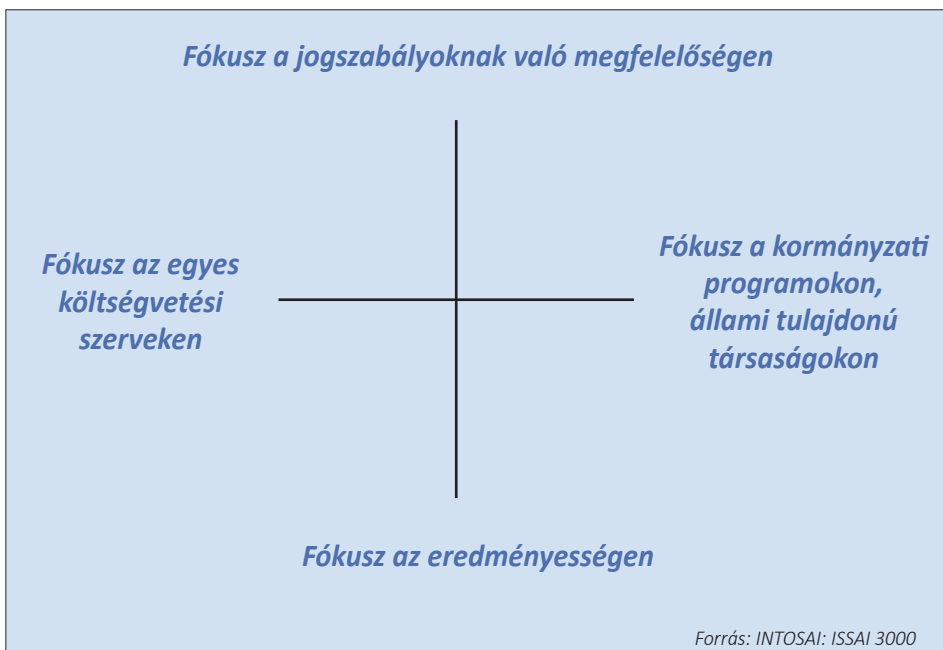 Fókusz a jogszabályoknak való megfelelőségen
Fókusz az egyes
költségvetési
szerveken
Fókusz a kormányzati
programokon,
állami tulajdonú
társaságokon
Fókusz az eredményességen
Forrás: INTOSAI: ISSAI 3000